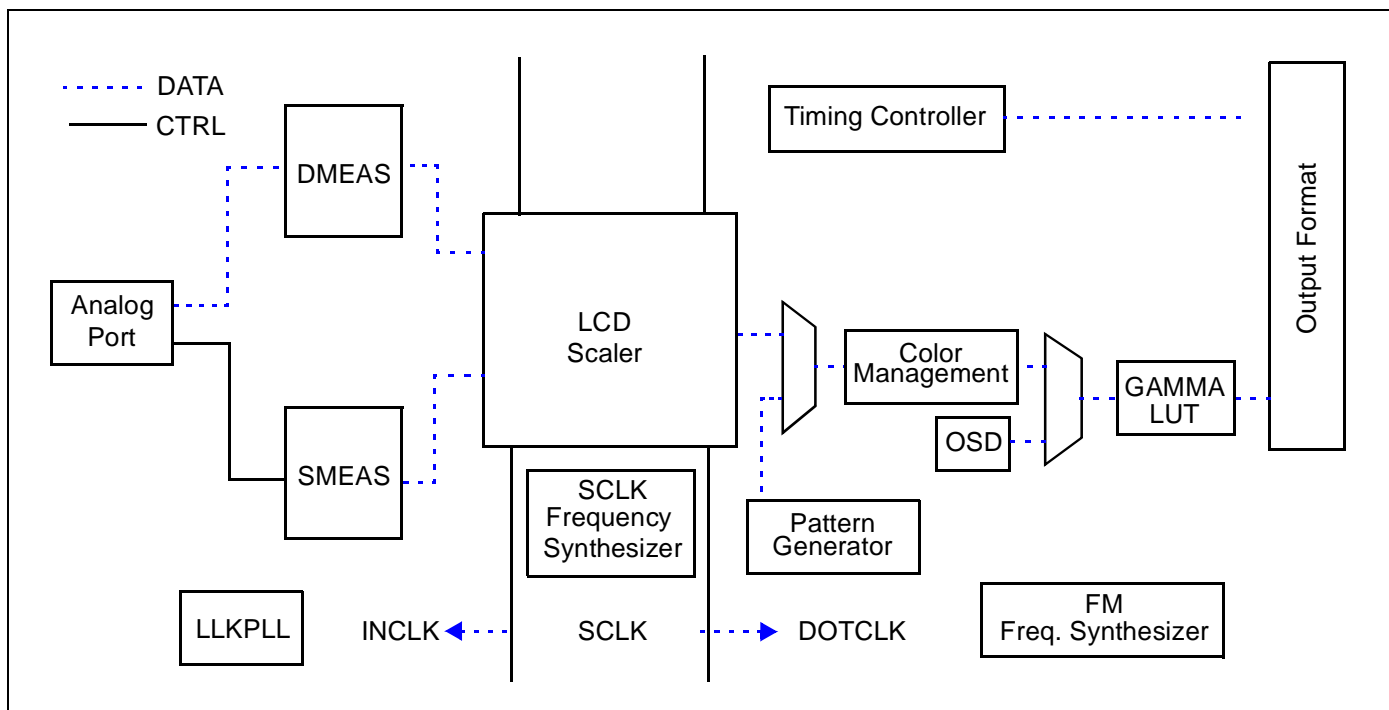 DATA
CTRL
DMEAS
Timing Controller
Output Format
Analog
Port
LCD
Scaler
Color
Management
GAMMA
LUT
OSD
SMEAS
SCLK
Frequency
Synthesizer
Pattern
Generator
LLKPLL
INCLK
SCLK
DOTCLK
FM
Freq. Synthesizer